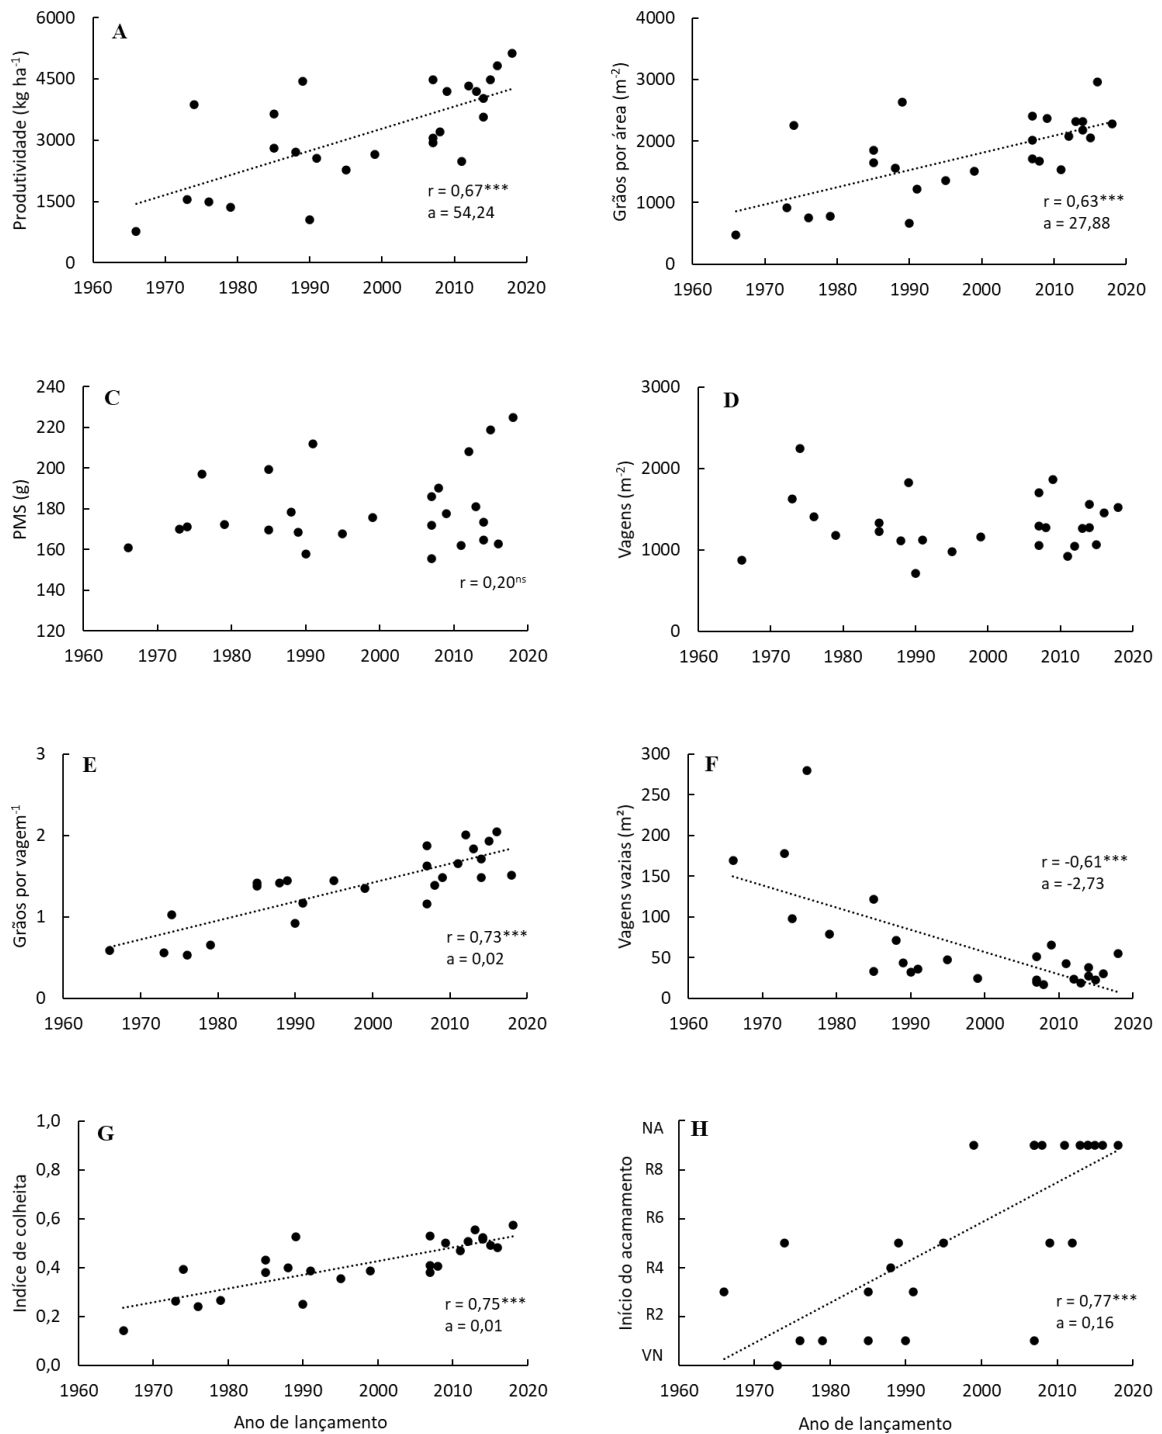 A
Produtividade (kg ha⁻¹)
6000
4500
3000
1500
0
1960 1970 1980 1990 2000 2010 2020
r = 0,67***
a = 54,24
Grãos por área (m⁻²)
4000
3000
2000
1000
0
1960 1970 1980 1990 2000 2010 2020
r = 0,63***
a = 27,88
C
PMS (g)
240
220
200
180
160
140
120
1960 1970 1980 1990 2000 2010 2020
r = 0,20ⁿˢ
D
Vagens (m⁻²)
3000
2000
1000
0
1960 1970 1980 1990 2000 2010 2020
E
Grãos por vagem⁻¹
3
2
1
0
1960 1970 1980 1990 2000 2010 2020
r = 0,73***
a = 0,02
F
Vagens vazias (m²)
300
250
200
150
100
50
0
1960 1970 1980 1990 2000 2010 2020
r = -0,61***
a = -2,73
G
Indíce de colheita
1,0
0,8
0,6
0,4
0,2
0,0
1960 1970 1980 1990 2000 2010 2020
r = 0,75***
a = 0,01
Ano de lançamento
H
Início do acamamento
NA
R8
R6
R4
R2
VN
1960 1970 1980 1990 2000 2010 2020
r = 0,77***
a = 0,16
Ano de lançamento